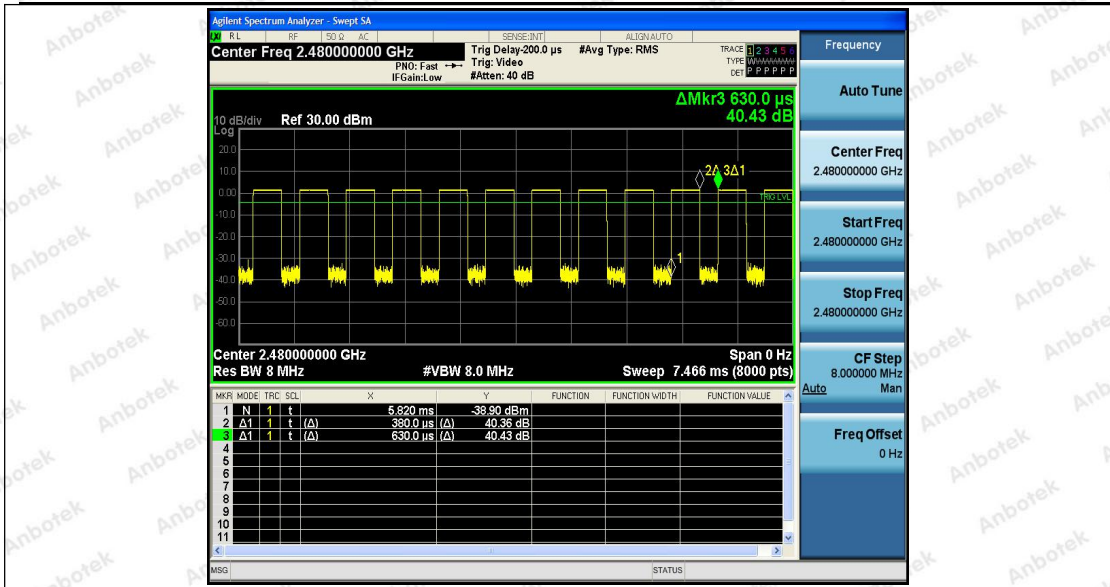 Agilent Spectrum Analyzer - Swept SA
RL RF 50 Ω AC SENSE:INT ALIGNAUTO
Center Freq 2.480000000 GHz
PNO: Fast
IFGain:Low
Trig Delay-200.0 µs
Trig: Video
#Atten: 40 dB
#Avg Type: RMS
TRACE 1 2 3 4 5 6
TYPE
DET P P P P P P
ΔMkr3 630.0 µs
40.43 dB
10 dB/div Ref 30.00 dBm
Log
20.0
10.0
0.00
-10.0
-20.0
-30.0
-40.0
-50.0
-60.0
2Δ 3Δ1
TRIG LVL
1
Center 2.480000000 GHz Span 0 Hz
Res BW 8 MHz #VBW 8.0 MHz Sweep 7.466 ms (8000 pts)
MKR MODE TRC SCL X Y FUNCTION FUNCTION WIDTH FUNCTION VALUE
1 N 1 t 5.820 ms -38.90 dBm
2 Δ1 1 t (Δ) 380.0 µs (Δ) 40.36 dB
3 Δ1 1 t (Δ) 630.0 µs (Δ) 40.43 dB
4
5
6
7
8
9
10
11
MSG STATUS
Frequency
Auto Tune
Center Freq
2.480000000 GHz
Start Freq
2.480000000 GHz
Stop Freq
2.480000000 GHz
CF Step
8.000000 MHz
Auto Man
Freq Offset
0 Hz
Anbotek